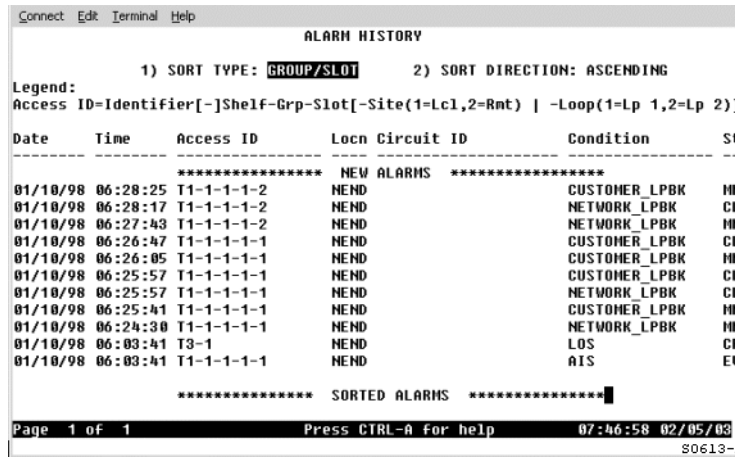 Connect Edit Terminal Help
ALARM HISTORY
1) SORT TYPE: GROUP/SLOT 2) SORT DIRECTION: ASCENDING
Legend:
Access ID=Identifier[-]Shelf-Grp-Slot[-Site(1=Lcl,2=Rmt) | -Loop(1=Lp 1,2=Lp 2)]
Date Time Access ID Locn Circuit ID Condition
-------- -------- ---------------- ---- -------------------- ---------------- --
**************** NEW ALARMS *****************
01/10/98 06:28:25 T1-1-1-1-2 NEND CUSTOMER_LPBK
01/10/98 06:28:17 T1-1-1-1-2 NEND NETWORK_LPBK
01/10/98 06:27:43 T1-1-1-1-2 NEND NETWORK_LPBK
01/10/98 06:26:47 T1-1-1-1-1 NEND CUSTOMER_LPBK
01/10/98 06:26:05 T1-1-1-1-1 NEND CUSTOMER_LPBK
01/10/98 06:25:57 T1-1-1-1-1 NEND CUSTOMER_LPBK
01/10/98 06:25:57 T1-1-1-1-1 NEND NETWORK_LPBK
01/10/98 06:25:41 T1-1-1-1-1 NEND CUSTOMER_LPBK
01/10/98 06:24:30 T1-1-1-1-1 NEND NETWORK_LPBK
01/10/98 06:03:41 T3-1 NEND LOS
01/10/98 06:03:41 T1-1-1-1-1 NEND AIS
*************** SORTED ALARMS ***************
Page 1 of 1 Press CTRL-A for help 07:46:58 02/05/03
S0613-